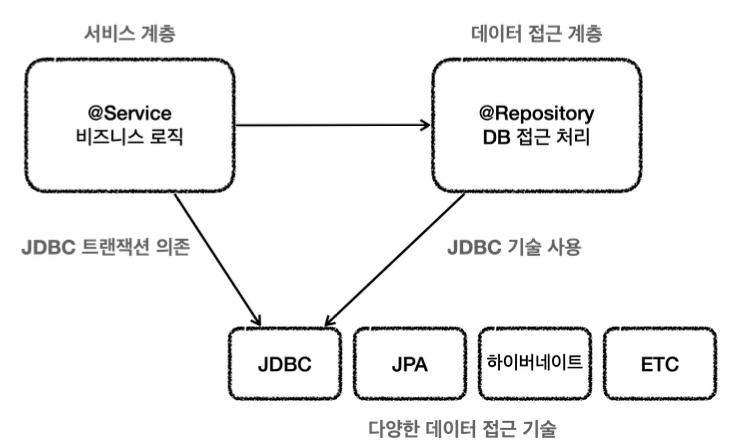 서비스 계층
데이터 접근 계층
@Service
비즈니스 로직
@Repository
DB 접근 처리
JDBC 트랜잭션 의존
JDBC 기술 사용
JDBC
JPA
하이버네이트
ETC
다양한 데이터 접근 기술